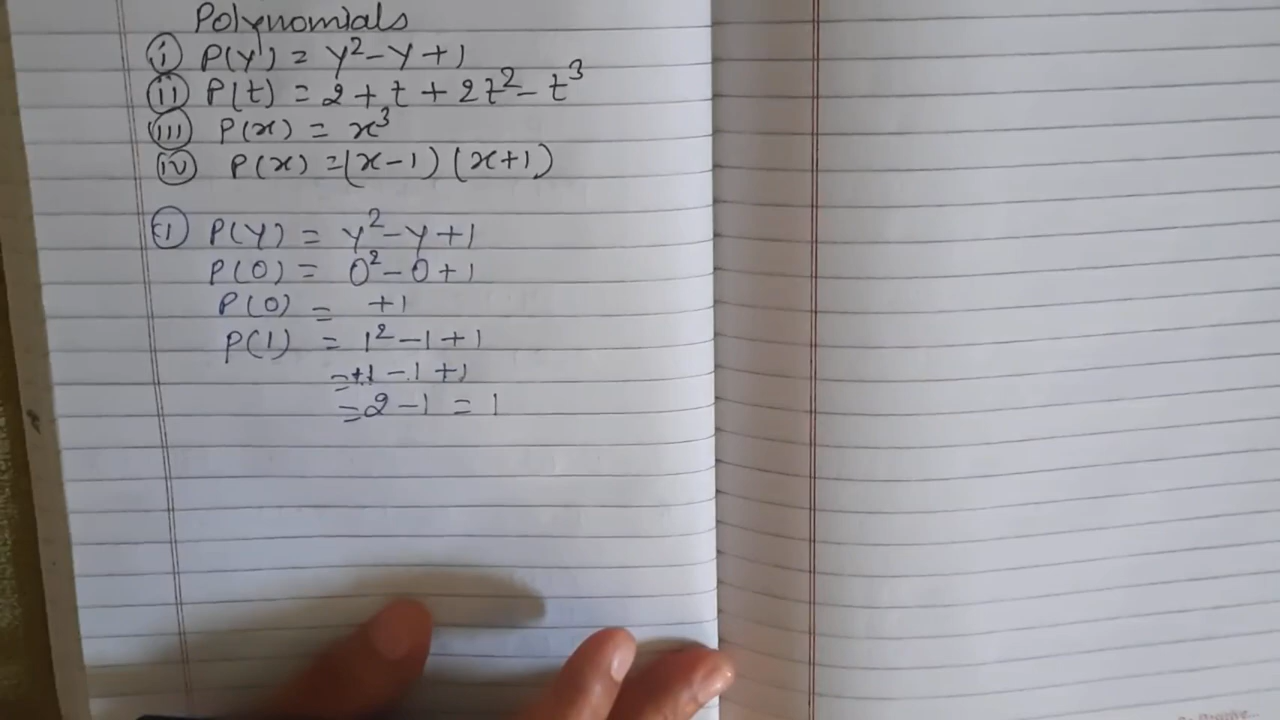 Polynomials
(i) P(y) = y² - y + 1
(ii) P(t) = 2 + t + 2t² - t³
(iii) P(x) = x³
(iv) P(x) = (x - 1) (x + 1)
(i) P(y) = y² - y + 1
P(0) = 0² - 0 + 1
P(0) = +1
P(1) = 1² - 1 + 1
= +1 - 1 + 1
= 2 - 1 = 1